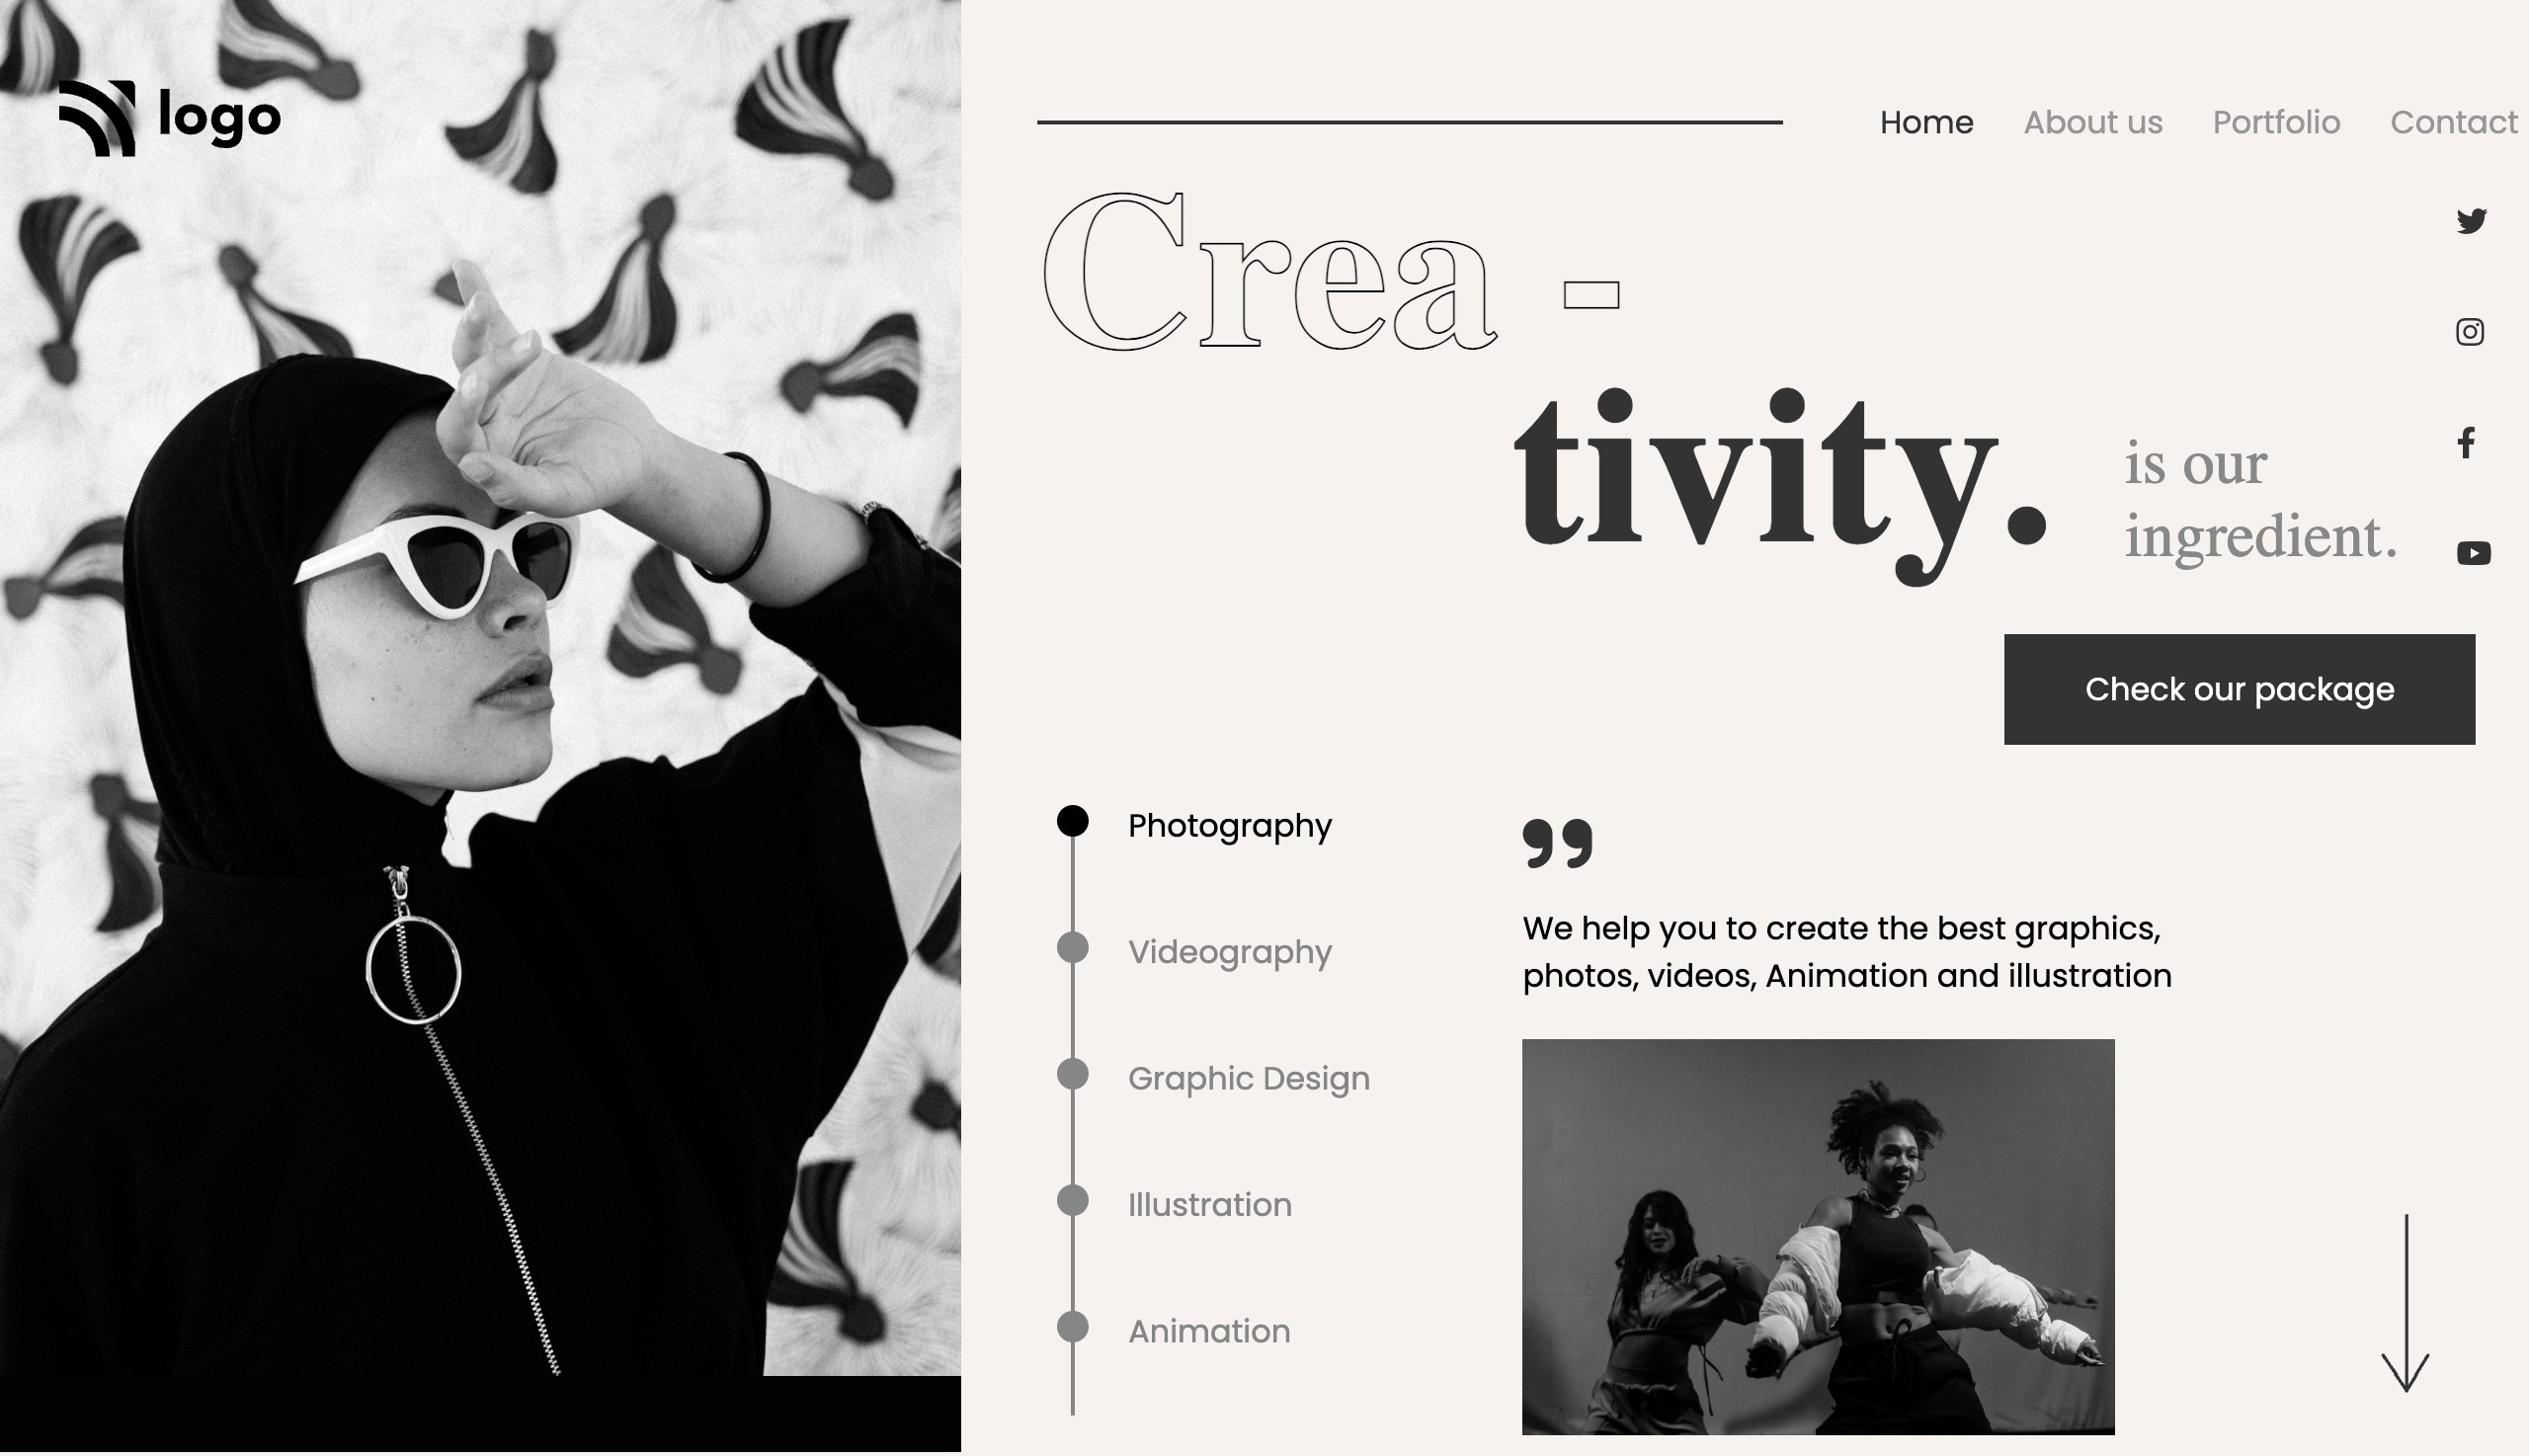 logo
Home About us Portfolio Contact
Crea -
tivity.
is our
ingredient.
Check our package
Photography
Videography
Graphic Design
Illustration
Animation
”
We help you to create the best graphics,
photos, videos, Animation and illustration